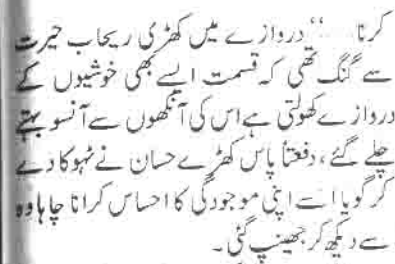 کرنا......‘‘ دروازے میں کھڑی ریحاب حیرت
سے گنگ تھی کہ قسمت ایسے بھی خوشیوں کے
دروازے کھولتی ہے اس کی آنکھوں سے آنسو بہتے
چلے گئے، دفعتاً پاس کھڑے حسان نے ٹہوکا دے
کر گویا اسے اپنی موجودگی کا احساس کرانا چاہا وہ
سے دیکھ کر جھینپ گئی۔